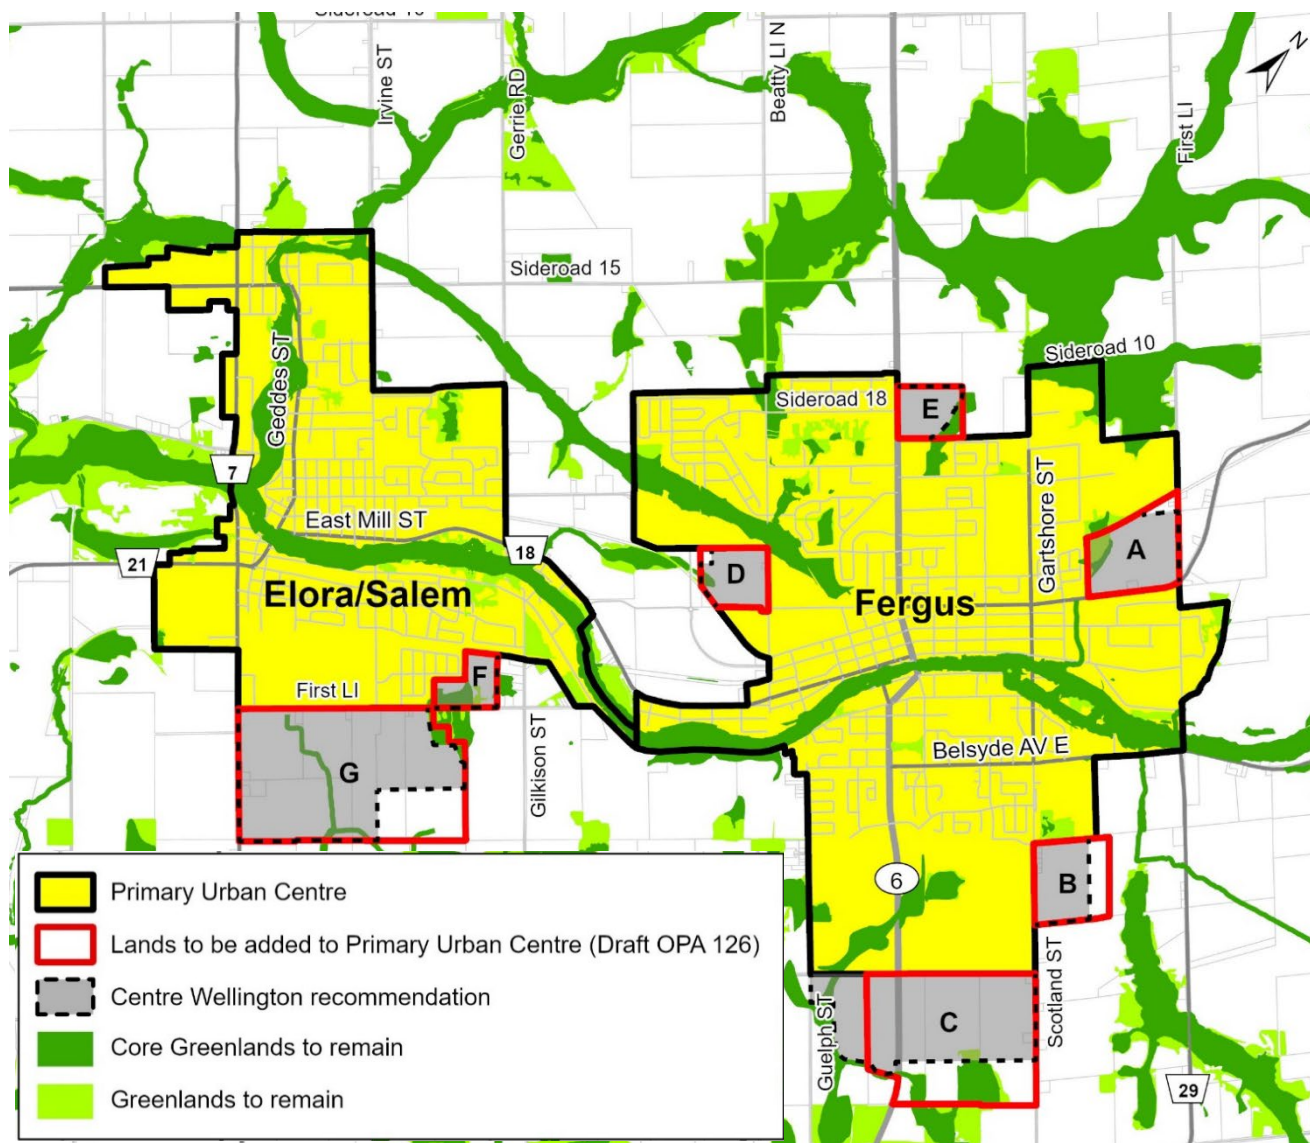 Sideroad 10
N
Irvine ST
Gerrie RD
Beatty LI N
First LI
Sideroad 15
Sideroad 10
Geddes ST
Sideroad 18
E
7
Gartshore ST
East Mill ST
18
A
21
D
Elora/Salem
Fergus
F
First LI
Gilkison ST
Belsyde AV E
G
6
B
Primary Urban Centre
Lands to be added to Primary Urban Centre (Draft OPA 126)
Centre Wellington recommendation
Core Greenlands to remain
Greenlands to remain
Guelph ST
C
Scotland ST
29